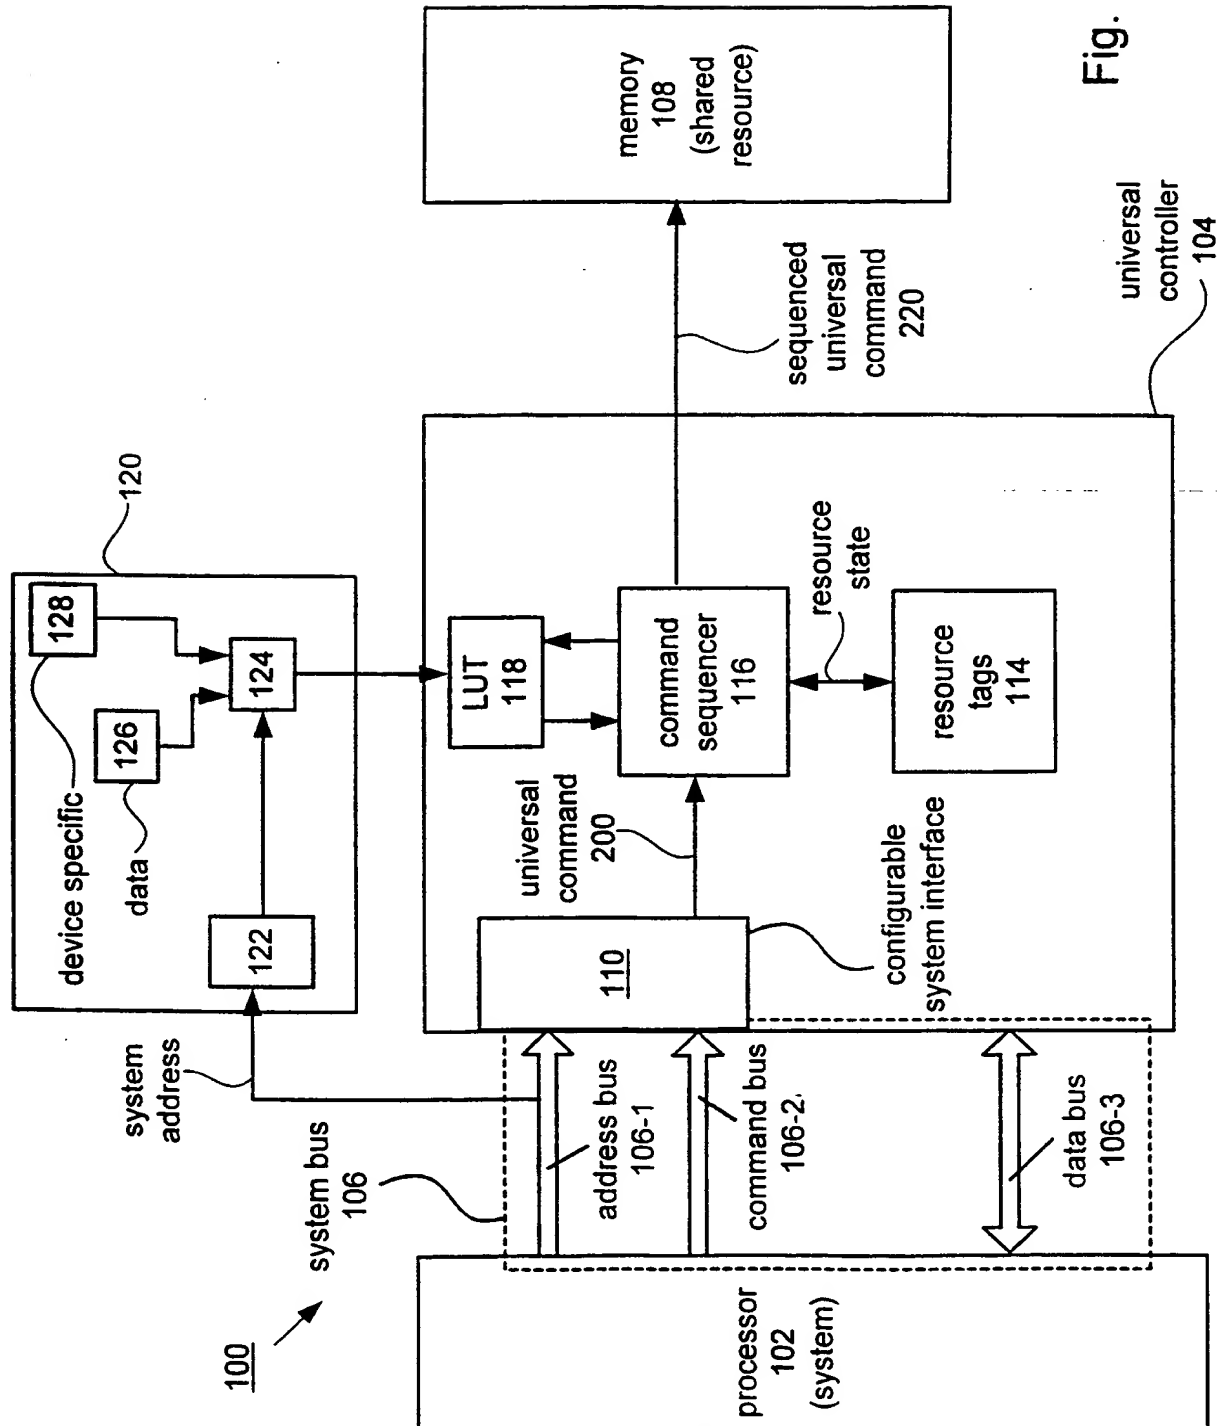 100
system bus
106
system
address
120
device specific
data
122
126
128
124
processor
102
(system)
address bus
106-1
command bus
106-2
data bus
106-3
110
configurable
system interface
universal
command
200
LUT
118
command
sequencer
116
resource
state
resource
tags
114
sequenced
universal
command
220
universal
controller
104
memory
108
(shared
resource)
Fig.